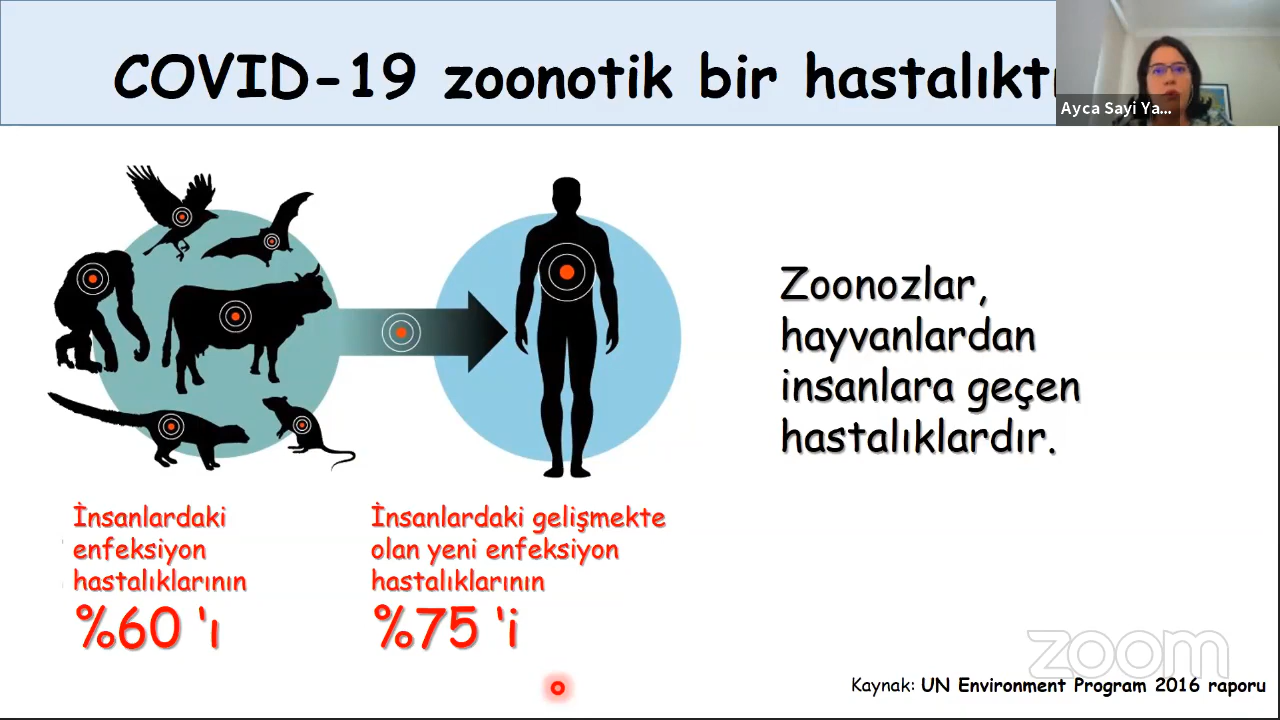 COVID-19 zoonotik bir hastalıktı
Ayca Sayi Ya...
Zoonozlar,
hayvanlardan
insanlara geçen
hastalıklardır.
İnsanlardaki
enfeksiyon
hastalıklarının
%60 'ı
İnsanlardaki gelişmekte
olan yeni enfeksiyon
hastalıklarının
%75 'i
zoom
Kaynak: UN Environment Program 2016 raporu